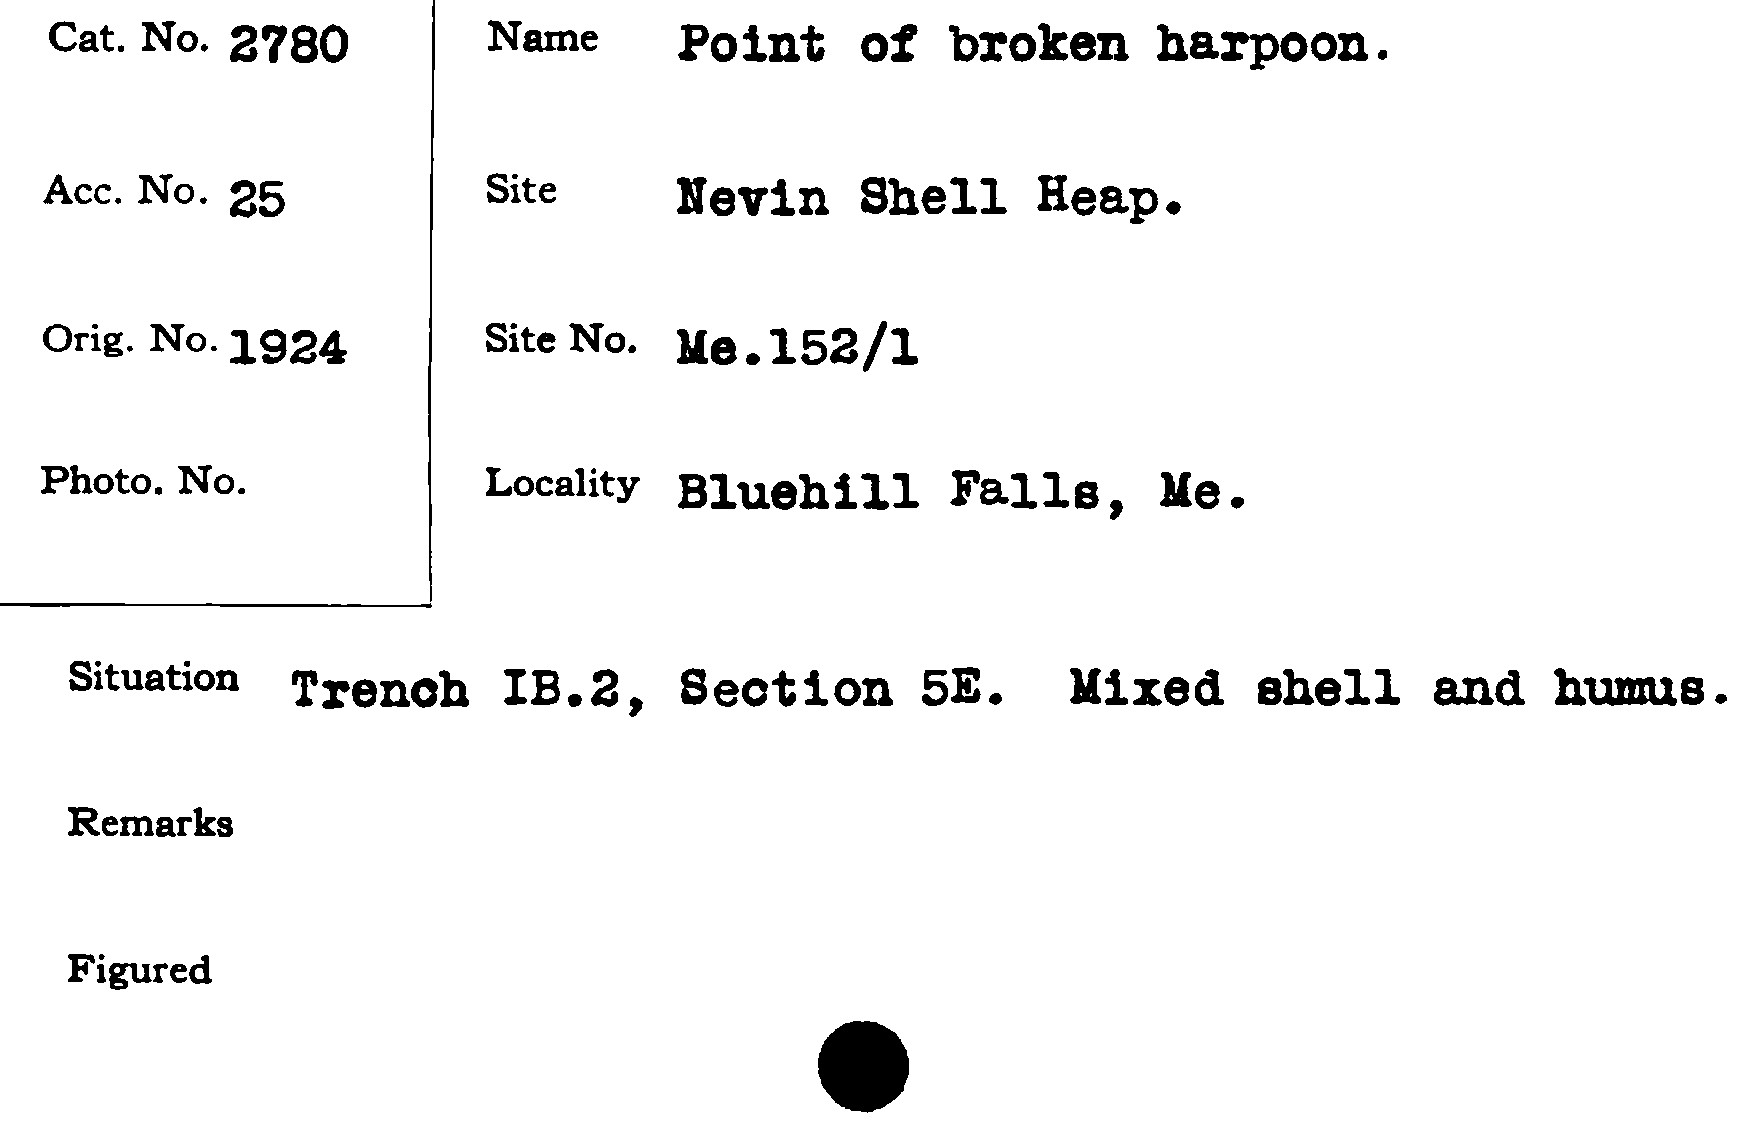 Cat. No. 2780
Acc. No. 25
Orig. No. 1924
Photo. No.
Name Point of broken harpoon.
Site Nevin Shell Heap.
Site No. Me.152/1
Locality Bluehill Falls, Me.
Situation Trench IB.2, Section 5E. Mixed shell and humus.
Remarks
Figured